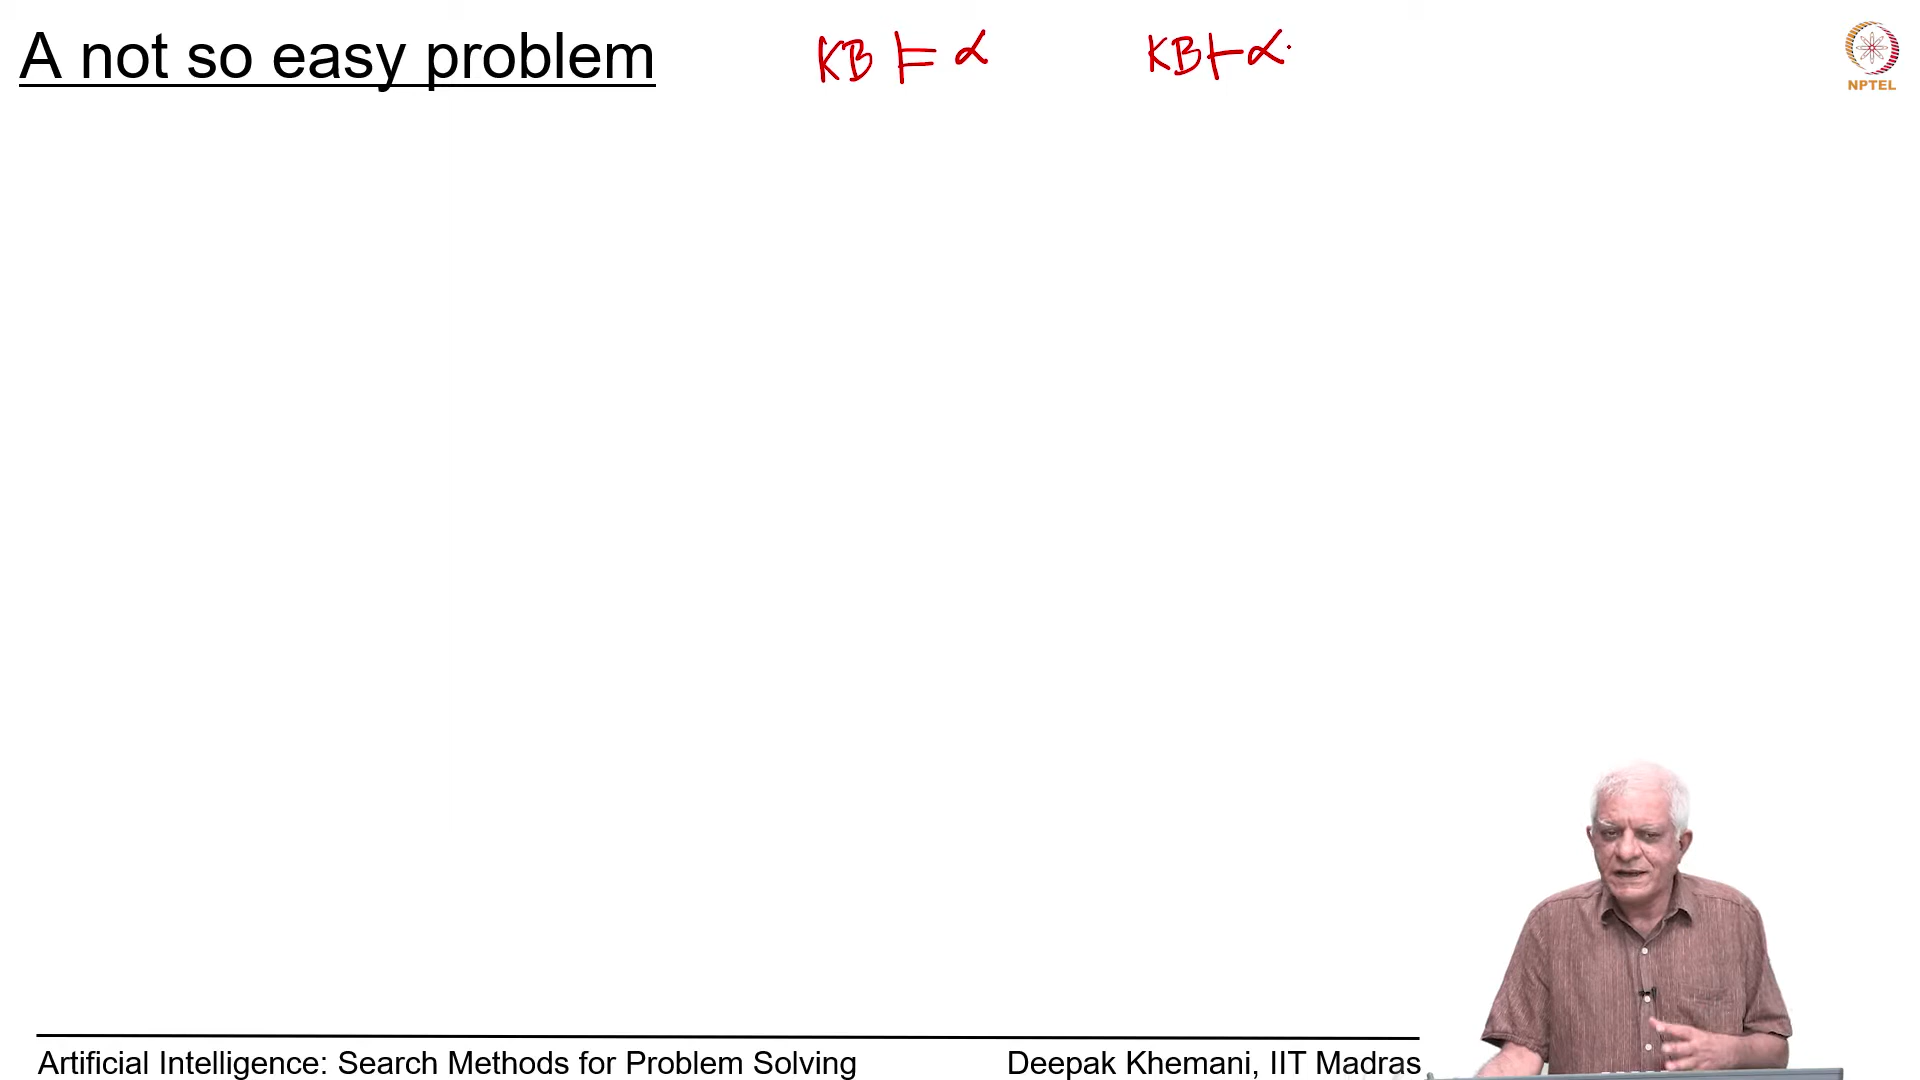 A not so easy problem KB ⊨ α KB ⊢ α
NPTEL
Artificial Intelligence: Search Methods for Problem Solving Deepak Khemani, IIT Madras